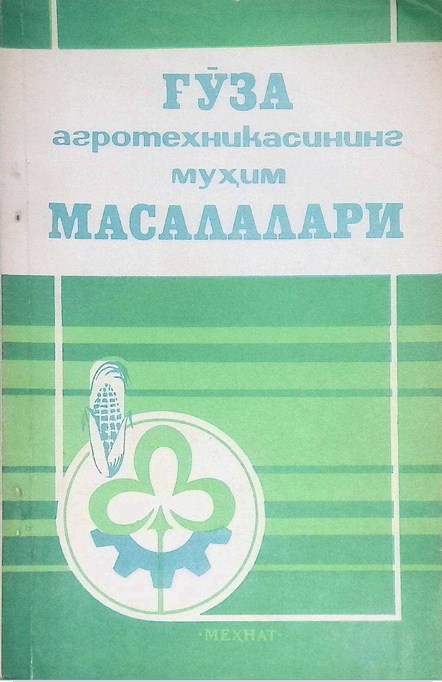 ҒЎЗА
агротехникасининг
муҳим
МАСАЛАЛАРИ
·МЕҲНАТ·